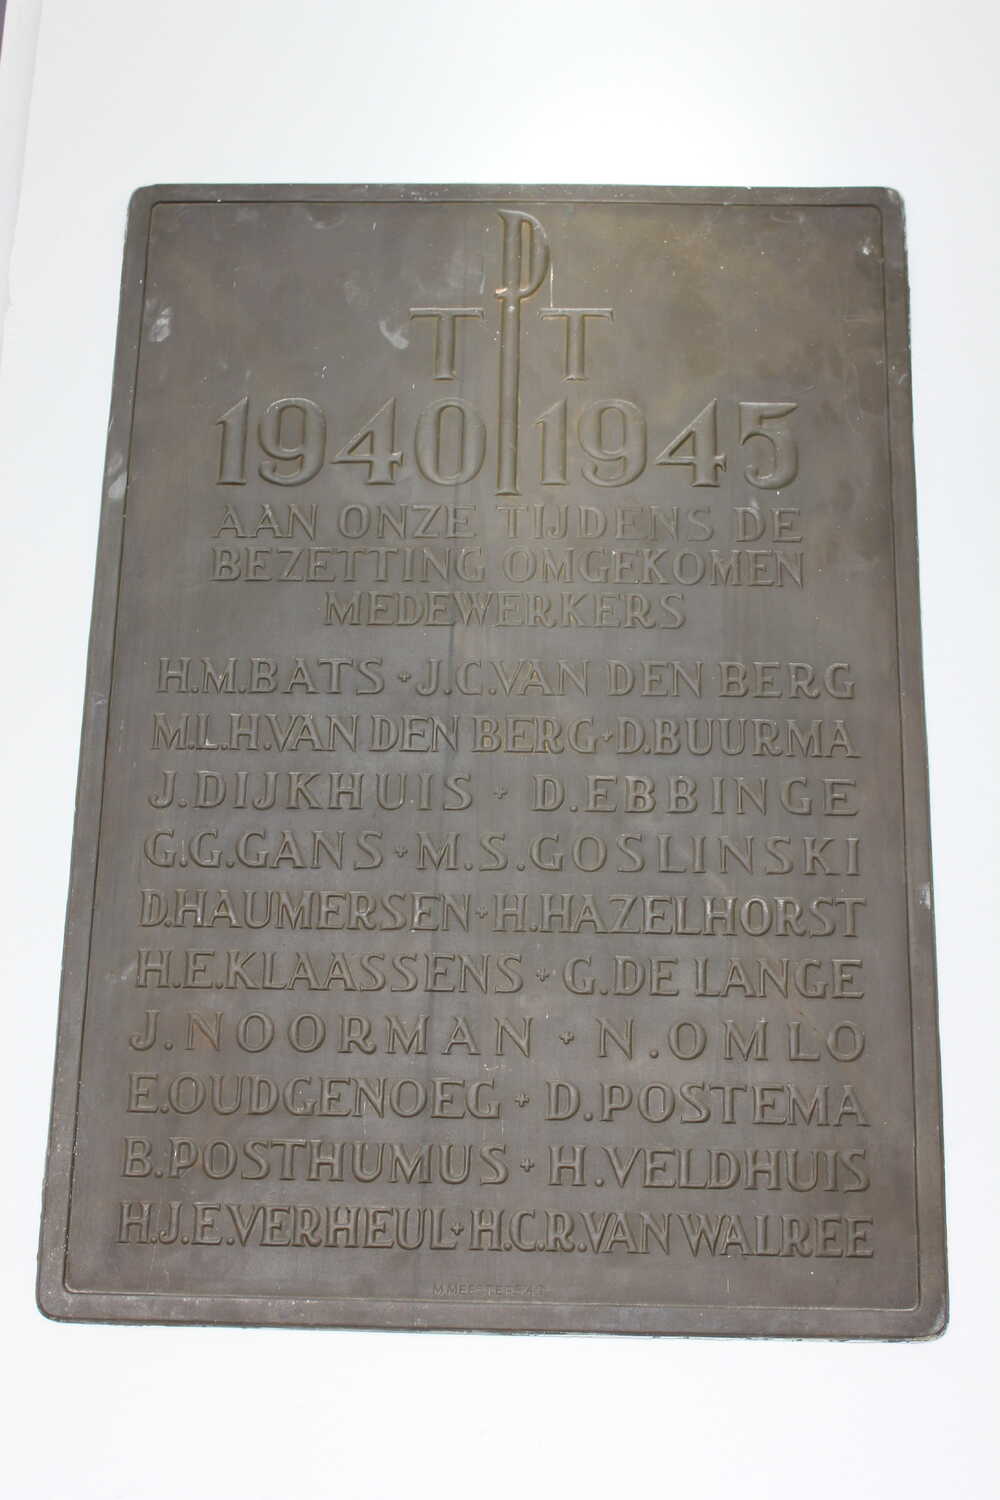 P
T T
1940 1945
AAN ONZE TIJDENS DE
BEZETTING OMGEKOMEN
MEDEWERKERS
H.M.BATS + J.C.VAN DEN BERG
M.L.H.VAN DEN BERG + D.BUURMA
J.DIJKHUIS + D.EBBINGE
G.G.GANS + M.S.GOSLINSKI
D.HAUMERSEN + H.HAZELHORST
H.E.KLAASSENS + G.DE LANGE
J.NOORMAN + N.OMLO
E.OUDGENOEG + D.POSTEMA
B.POSTHUMUS + H.VELDHUIS
H.J.E.VERHEUL + H.C.R.VAN WALREE